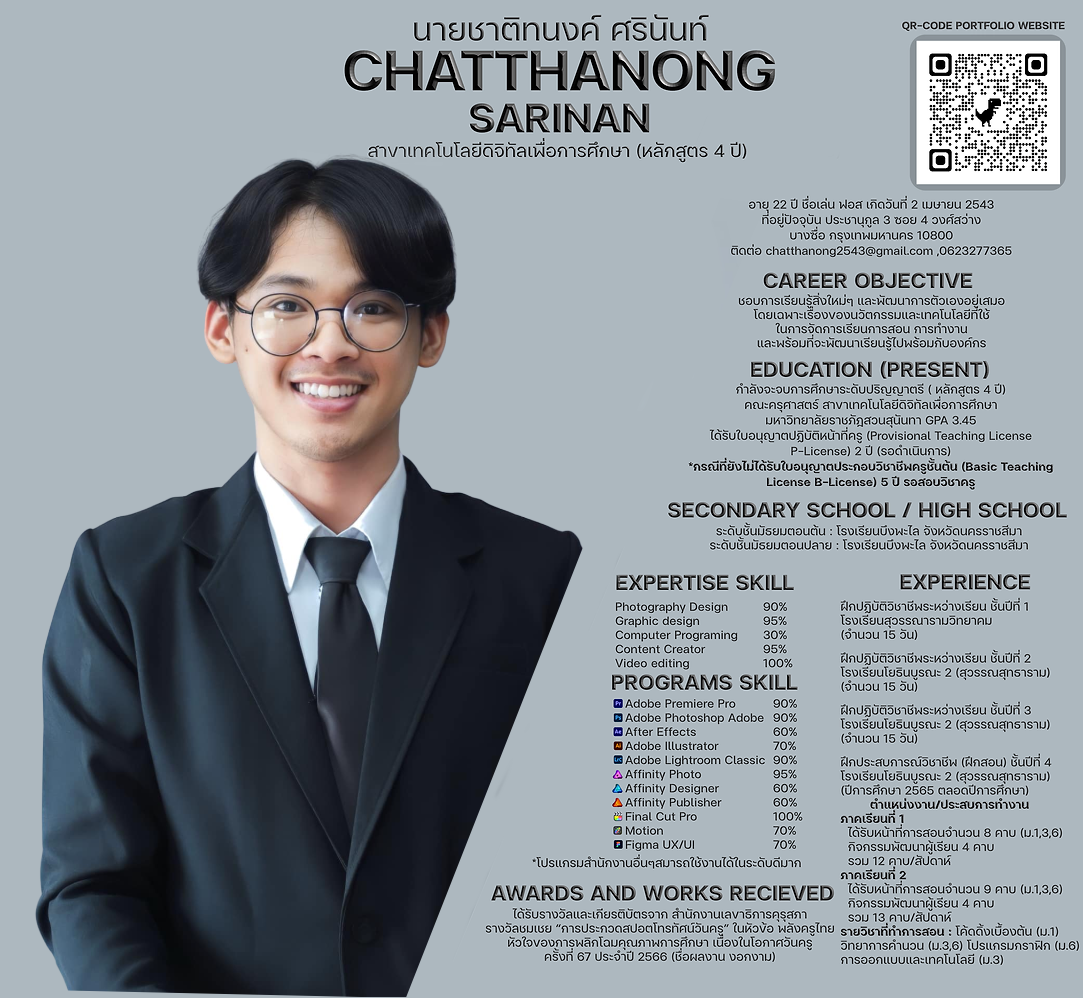 นายชาติทนงค์ ศรินันท์
QR-CODE PORTFOLIO WEBSITE
CHATTHANONG
SARINAN
สาขาเทคโนโลยีดิจิทัลเพื่อการศึกษา (หลักสูตร 4 ปี)
อายุ 22 ปี ชื่อเล่น ฟอส เกิดวันที่ 2 เมษายน 2543
ที่อยู่ปัจจุบัน ประชานุกูล 3 ซอย 4 วงศ์สว่าง
บางซื่อ กรุงเทพมหานคร 10800
ติดต่อ chatthanong2543@gmail.com ,0623277365
CAREER OBJECTIVE
ชอบการเรียนรู้สิ่งใหม่ๆ และพัฒนาการตัวเองอยู่เสมอ
โดยเฉพาะเรื่องของนวัตกรรมและเทคโนโลยีที่ใช้
ในการจัดการเรียนการสอน การทำงาน
และพร้อมที่จะพัฒนาเรียนรู้ไปพร้อมกับองค์กร
EDUCATION (PRESENT)
กำลังจะจบการศึกษาระดับปริญญาตรี ( หลักสูตร 4 ปี)
คณะครุศาสตร์ สาขาเทคโนโลยีดิจิทัลเพื่อการศึกษา
มหาวิทยาลัยราชภัฏสวนสุนันทา GPA 3.45
ได้รับใบอนุญาตปฏิบัติหน้าที่ครู (Provisional Teaching License
P-License) 2 ปี (รอดำเนินการ)
*กรณีที่ยังไม่ได้รับใบอนุญาตประกอบวิชาชีพครูชั้นต้น (Basic Teaching
License B-License) 5 ปี รอสอบวิชาครู
SECONDARY SCHOOL / HIGH SCHOOL
ระดับชั้นมัธยมตอนต้น : โรงเรียนบึงพะไล จังหวัดนครราชสีมา
ระดับชั้นมัธยมตอนปลาย : โรงเรียนบึงพะไล จังหวัดนครราชสีมา
EXPERTISE SKILL
Photography Design 90%
Graphic design 95%
Computer Programing 30%
Content Creator 95%
Video editing 100%
PROGRAMS SKILL
Adobe Premiere Pro 90%
Adobe Photoshop Adobe 90%
After Effects 60%
Adobe Illustrator 70%
Adobe Lightroom Classic 90%
Affinity Photo 95%
Affinity Designer 60%
Affinity Publisher 60%
Final Cut Pro 100%
Motion 70%
Figma UX/UI 70%
*โปรแกรมสำนักงานอื่นๆสมารถใช้งานได้ในระดับดีมาก
AWARDS AND WORKS RECIEVED
ได้รับรางวัลและเกียรติบัตรจาก สำนักงานเลขาธิการคุรุสภา
รางวัลชมเชย “การประกวดสปอตโทรทัศน์วันครู” ในหัวข้อ พลังครูไทย
หัวใจของการพลิกโฉมคุณภาพการศึกษา เนื่องในโอกาศวันครู
ครั้งที่ 67 ประจำปี 2566 (ชื่อผลงาน งอกงาม)
EXPERIENCE
ฝึกปฏิบัติวิชาชีพระหว่างเรียน ชั้นปีที่ 1
โรงเรียนสุวรรณารามวิทยาคม
(จำนวน 15 วัน)
ฝึกปฏิบัติวิชาชีพระหว่างเรียน ชั้นปีที่ 2
โรงเรียนโยธินบูรณะ 2 (สุวรรณสุทธาราม)
(จำนวน 15 วัน)
ฝึกปฏิบัติวิชาชีพระหว่างเรียน ชั้นปีที่ 3
โรงเรียนโยธินบูรณะ 2 (สุวรรณสุทธาราม)
(จำนวน 15 วัน)
ฝึกประสบการณ์วิชาชีพ (ฝึกสอน) ชั้นปีที่ 4
โรงเรียนโยธินบูรณะ 2 (สุวรรณสุทธาราม)
(ปีการศึกษา 2565 ตลอดปีการศึกษา)
ตำแหน่งงาน/ประสบการทำงาน
ภาคเรียนที่ 1
ได้รับหน้าที่การสอนจำนวน 8 คาบ (ม.1,3,6)
กิจกรรมพัฒนาผู้เรียน 4 คาบ
รวม 12 คาบ/สัปดาห์
ภาคเรียนที่ 2
ได้รับหน้าที่การสอนจำนวน 9 คาบ (ม.1,3,6)
กิจกรรมพัฒนาผู้เรียน 4 คาบ
รวม 13 คาบ/สัปดาห์
รายวิชาที่ทำการสอน : โค้ดดิ้งเบื้องต้น (ม.1)
วิทยาการคำนวน (ม.3,6) โปรแกรมกราฟิก (ม.6)
การออกแบบและเทคโนโลยี (ม.3)